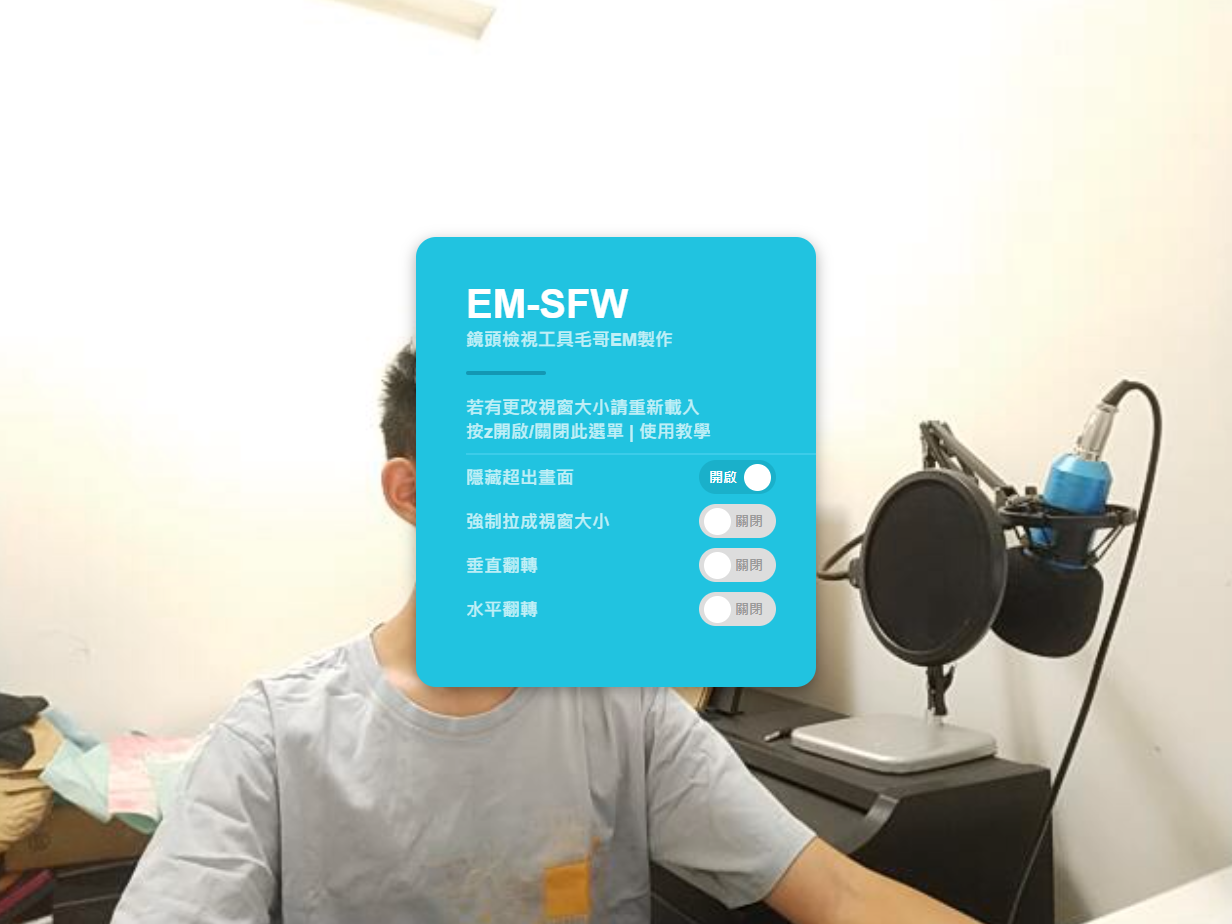 EM-SFW
鏡頭檢視工具毛哥EM製作
若有更改視窗大小請重新載入
按z開啟/關閉此選單 | 使用教學
隱藏超出畫面 開啟
強制拉成視窗大小 關閉
垂直翻轉 關閉
水平翻轉 關閉